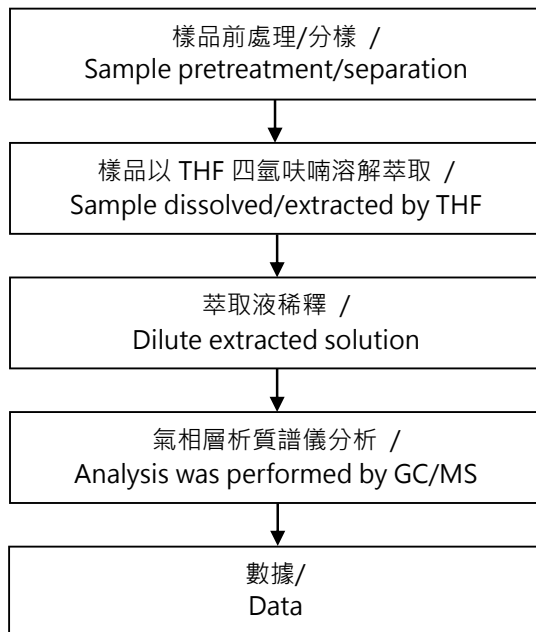 樣品前處理/分樣 /
Sample pretreatment/separation
樣品以 THF 四氫呋喃溶解萃取 /
Sample dissolved/extracted by THF
萃取液稀釋 /
Dilute extracted solution
氣相層析質譜儀分析 /
Analysis was performed by GC/MS
數據/
Data